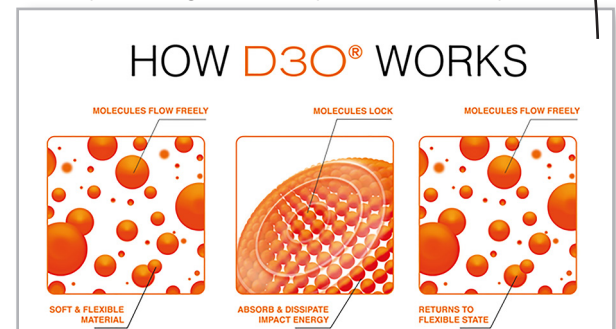 HOW D3O® WORKS
MOLECULES FLOW FREELY
MOLECULES LOCK
MOLECULES FLOW FREELY
SOFT & FLEXIBLE
MATERIAL
ABSORB & DISSIPATE
IMPACT ENERGY
RETURNS TO
FLEXIBLE STATE